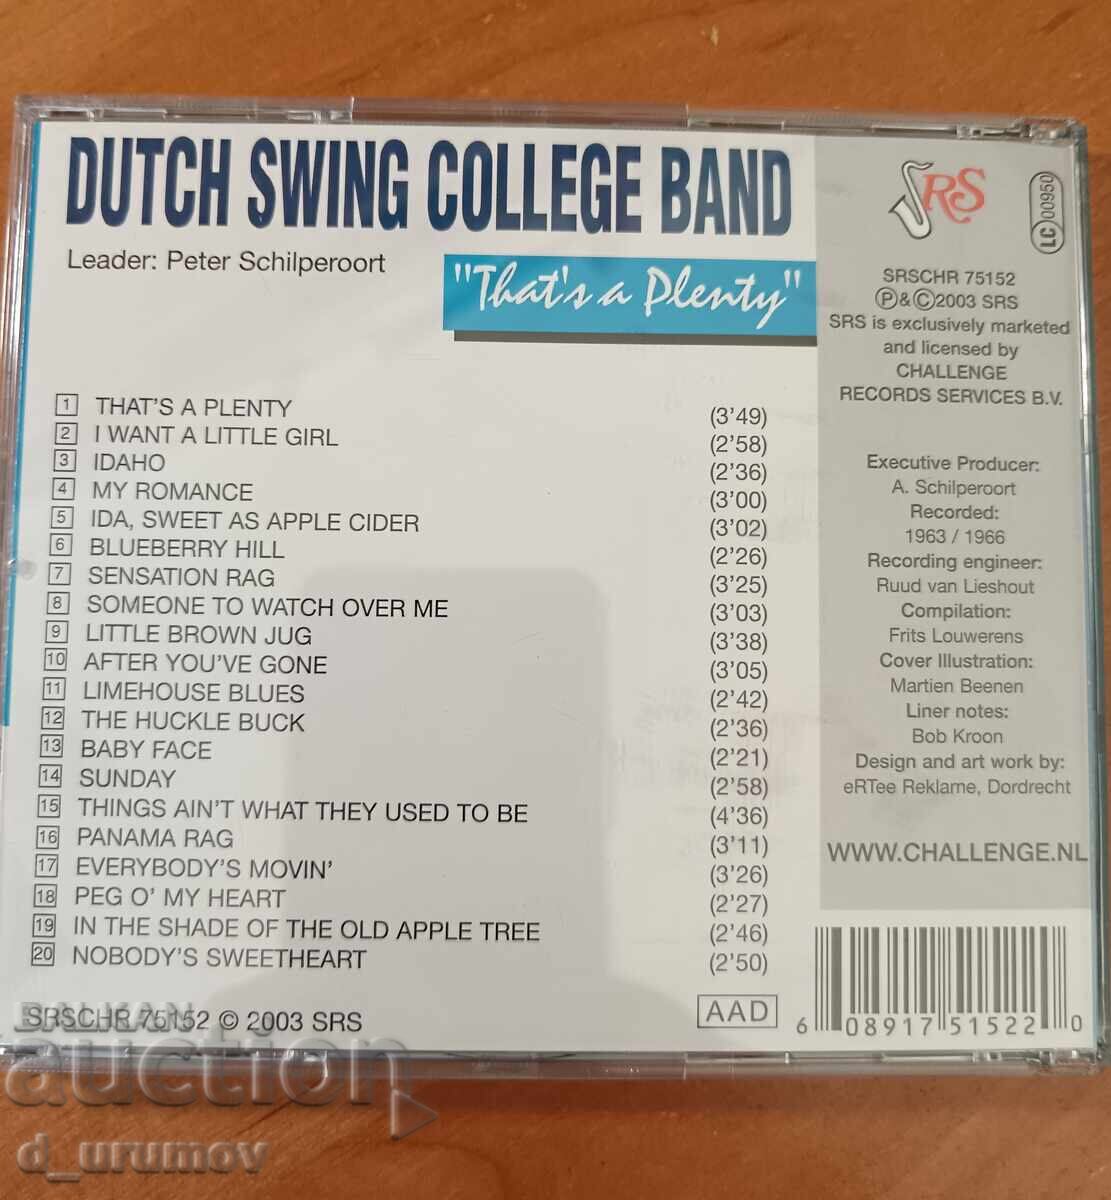 DUTCH SWING COLLEGE BAND
Leader: Peter Schilperoort
"That's a Plenty"
1 THAT'S A PLENTY (3'49)
2 I WANT A LITTLE GIRL (2'58)
3 IDAHO (2'36)
4 MY ROMANCE (3'00)
5 IDA, SWEET AS APPLE CIDER (3'02)
6 BLUEBERRY HILL (2'26)
7 SENSATION RAG (3'25)
8 SOMEONE TO WATCH OVER ME (3'03)
9 LITTLE BROWN JUG (3'38)
10 AFTER YOU'VE GONE (3'05)
11 LIMEHOUSE BLUES (2'42)
12 THE HUCKLE BUCK (2'36)
13 BABY FACE (2'21)
14 SUNDAY (2'58)
15 THINGS AIN'T WHAT THEY USED TO BE (4'36)
16 PANAMA RAG (3'11)
17 EVERYBODY'S MOVIN' (3'26)
18 PEG O' MY HEART (2'27)
19 IN THE SHADE OF THE OLD APPLE TREE (2'46)
20 NOBODY'S SWEETHEART (2'50)
SRSCHR 75152 © 2003 SRS
AAD
SRS
LC 00950
SRSCHR 75152
Ⓟ&Ⓒ2003 SRS
SRS is exclusively marketed
and licensed by
CHALLENGE
RECORDS SERVICES B.V.
Executive Producer:
A. Schilperoort
Recorded:
1963 / 1966
Recording engineer:
Ruud van Lieshout
Compilation:
Frits Louwerens
Cover Illustration:
Martien Beenen
Liner notes:
Bob Kroon
Design and art work by:
eRTee Reklame, Dordrecht
WWW.CHALLENGE.NL
6 08917 51522 0
BALKAN
auction
d_urumov